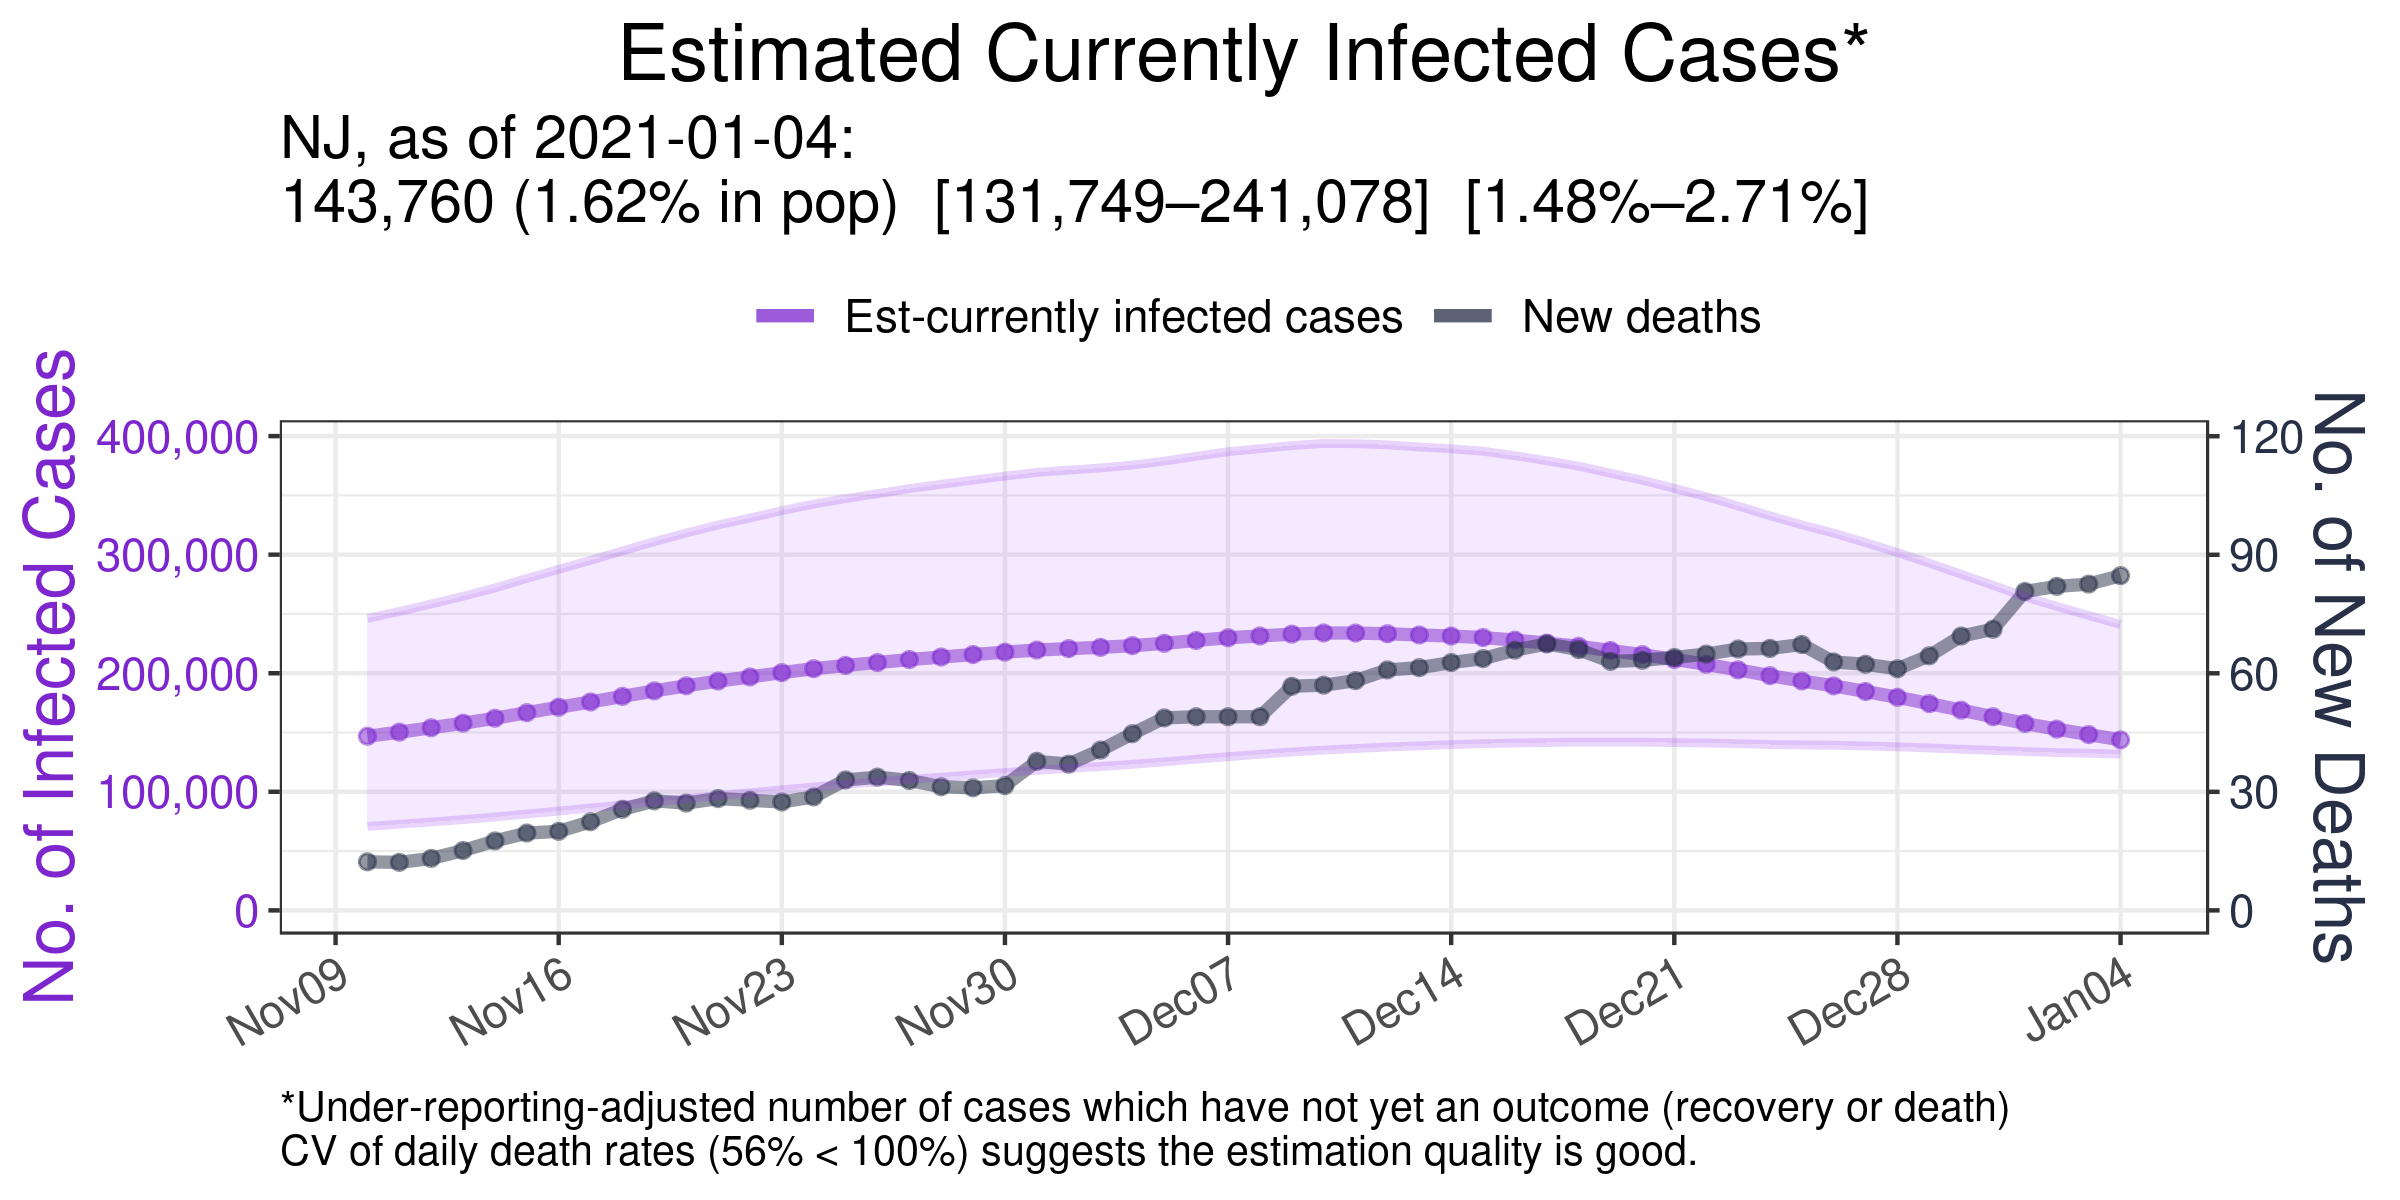 Estimated Currently Infected Cases*
NJ, as of 2021-01-04:
143,760 (1.62% in pop) [131,749–241,078] [1.48%–2.71%]
Est-currently infected cases New deaths
No. of Infected Cases
400,000
300,000
200,000
100,000
0
120
90
60
30
0
No. of New Deaths
Nov09 Nov16 Nov23 Nov30 Dec07 Dec14 Dec21 Dec28 Jan04
*Under-reporting-adjusted number of cases which have not yet an outcome (recovery or death)
CV of daily death rates (56% < 100%) suggests the estimation quality is good.